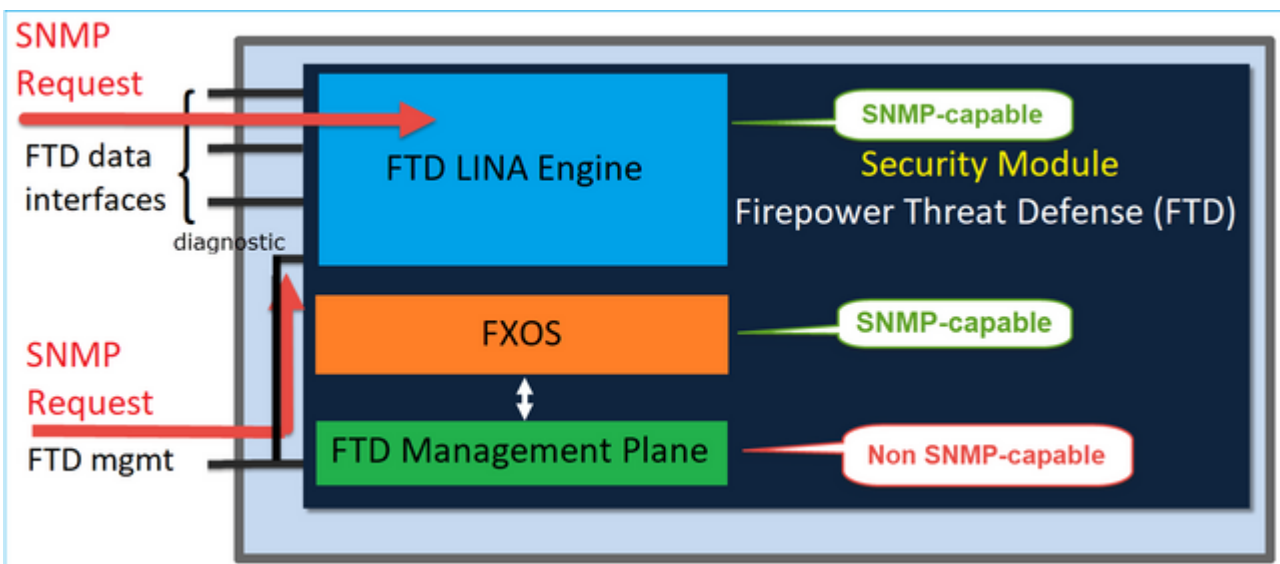 SNMP
Request
FTD data
interfaces
diagnostic
SNMP
Request
FTD mgmt
FTD LINA Engine
FXOS
FTD Management Plane
SNMP-capable
Security Module
Firepower Threat Defense (FTD)
SNMP-capable
Non SNMP-capable